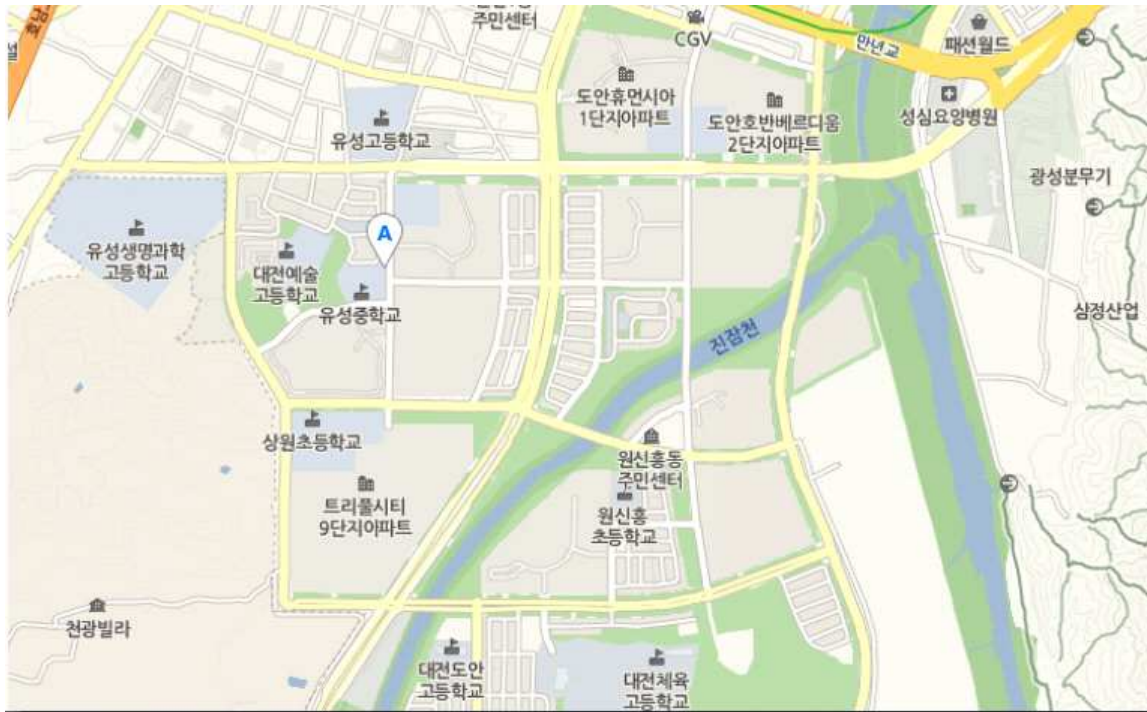 주민센터
CGV
만년교
패션월드
도안휴먼시아
1단지아파트
도안호반베르디움
2단지아파트
성심요양병원
유성고등학교
광성분무기
유성생명과학
고등학교
A
대전예술
고등학교
유성중학교
삼정산업
진잠천
상원초등학교
원신흥동
주민센터
트리풀시티
9단지아파트
원신흥
초등학교
천광빌라
대전도안
고등학교
대전체육
고등학교